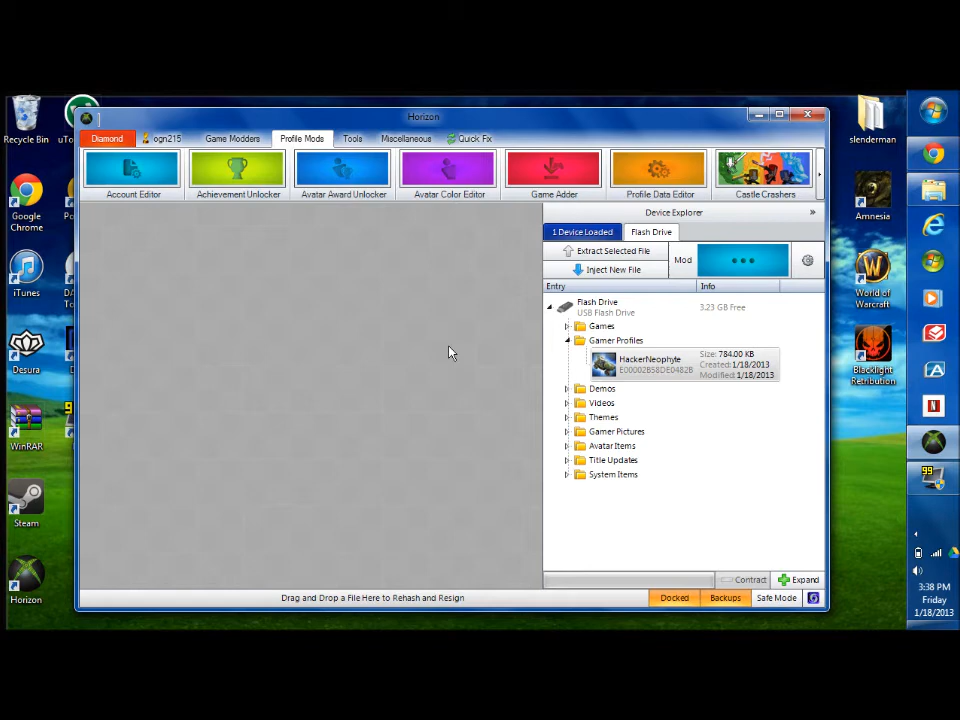 Horizon
Recycle Bin
uTo
slenderman
Diamond
ogn215
Game Modders
Profile Mods
Tools
Miscellaneous
Quick Fix
Account Editor
Achievement Unlocker
Avatar Award Unlocker
Avatar Color Editor
Game Adder
Profile Data Editor
Castle Crashers
Device Explorer
»
Google
Chrome
Amnesia
1 Device Loaded
Flash Drive
Extract Selected File
Inject New File
Mod
Entry
Info
Flash Drive
USB Flash Drive
3.23 GB Free
Games
Gamer Profiles
HackerNeophyte
E00002B58DE0482B
Size: 784.00 KB
Created: 1/18/2013
Modified: 1/18/2013
Demos
Videos
Themes
Gamer Pictures
Avatar Items
Title Updates
System Items
iTunes
World of
Warcraft
Desura
Blacklight
Retribution
WinRAR
Steam
Horizon
Contract
Expand
Drag and Drop a File Here to Rehash and Resign
Docked
Backups
Safe Mode
99
3:38 PM
Friday
1/18/2013